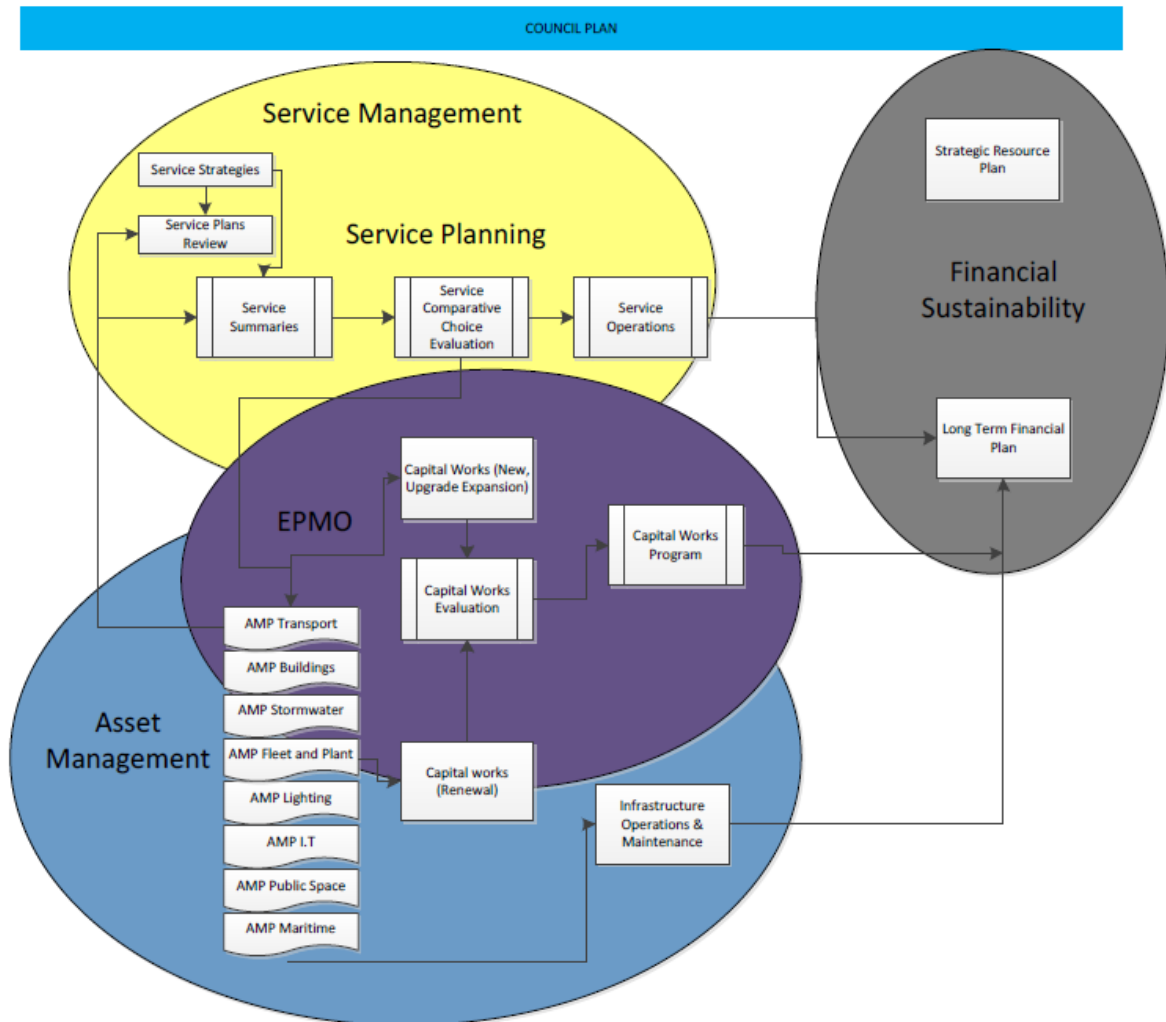 COUNCIL PLAN
Service Management
Service Strategies
Service Plans
Review
Service Planning
Service
Summaries
Service
Comparative
Choice
Evaluation
Service
Operations
Strategic Resource
Plan
Financial
Sustainability
Long Term Financial
Plan
EPMO
Capital Works (New,
Upgrade Expansion)
Capital Works
Evaluation
Capital Works
Program
Asset
Management
AMP Transport
AMP Buildings
AMP Stormwater
AMP Fleet and Plant
AMP Lighting
AMP I.T
AMP Public Space
AMP Maritime
Capital works
(Renewal)
Infrastructure
Operations &
Maintenance